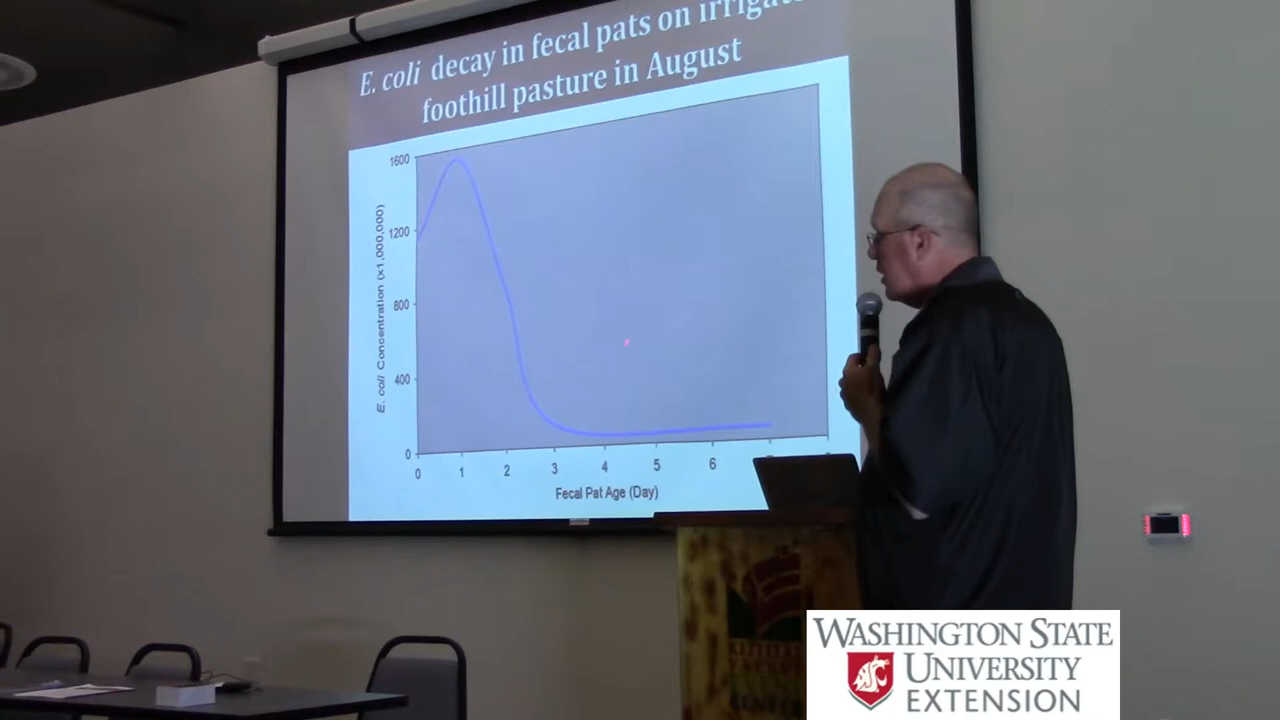 E. coli decay in fecal pats on
foothill pasture in August
1600
1200
800
400
0
E. coli Concentration (x1,000,000)
0 1 2 3 4 5 6
Fecal Pat Age (Day)
WASHINGTON STATE
UNIVERSITY
EXTENSION